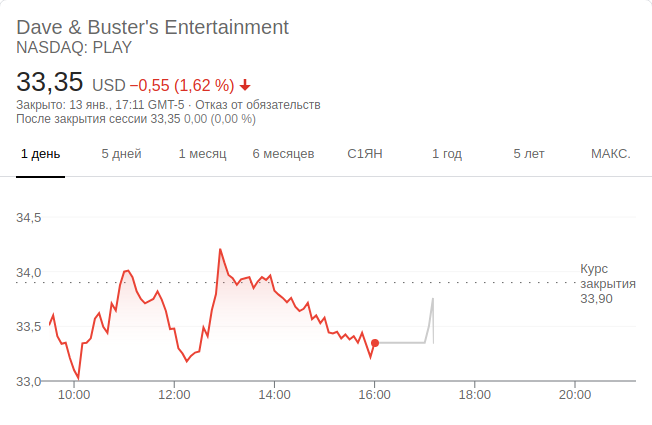 Dave & Buster's Entertainment
NASDAQ: PLAY
33,35 USD −0,55 (1,62 %)
Закрыто: 13 янв., 17:11 GMT-5 · Отказ от обязательств
После закрытия сессии 33,35 0,00 (0,00 %)
1 день 5 дней 1 месяц 6 месяцев С1ЯН 1 год 5 лет МАКС.
34,5
34,0
Курс
закрытия
33,90
33,5
33,0
10:00 12:00 14:00 16:00 18:00 20:00